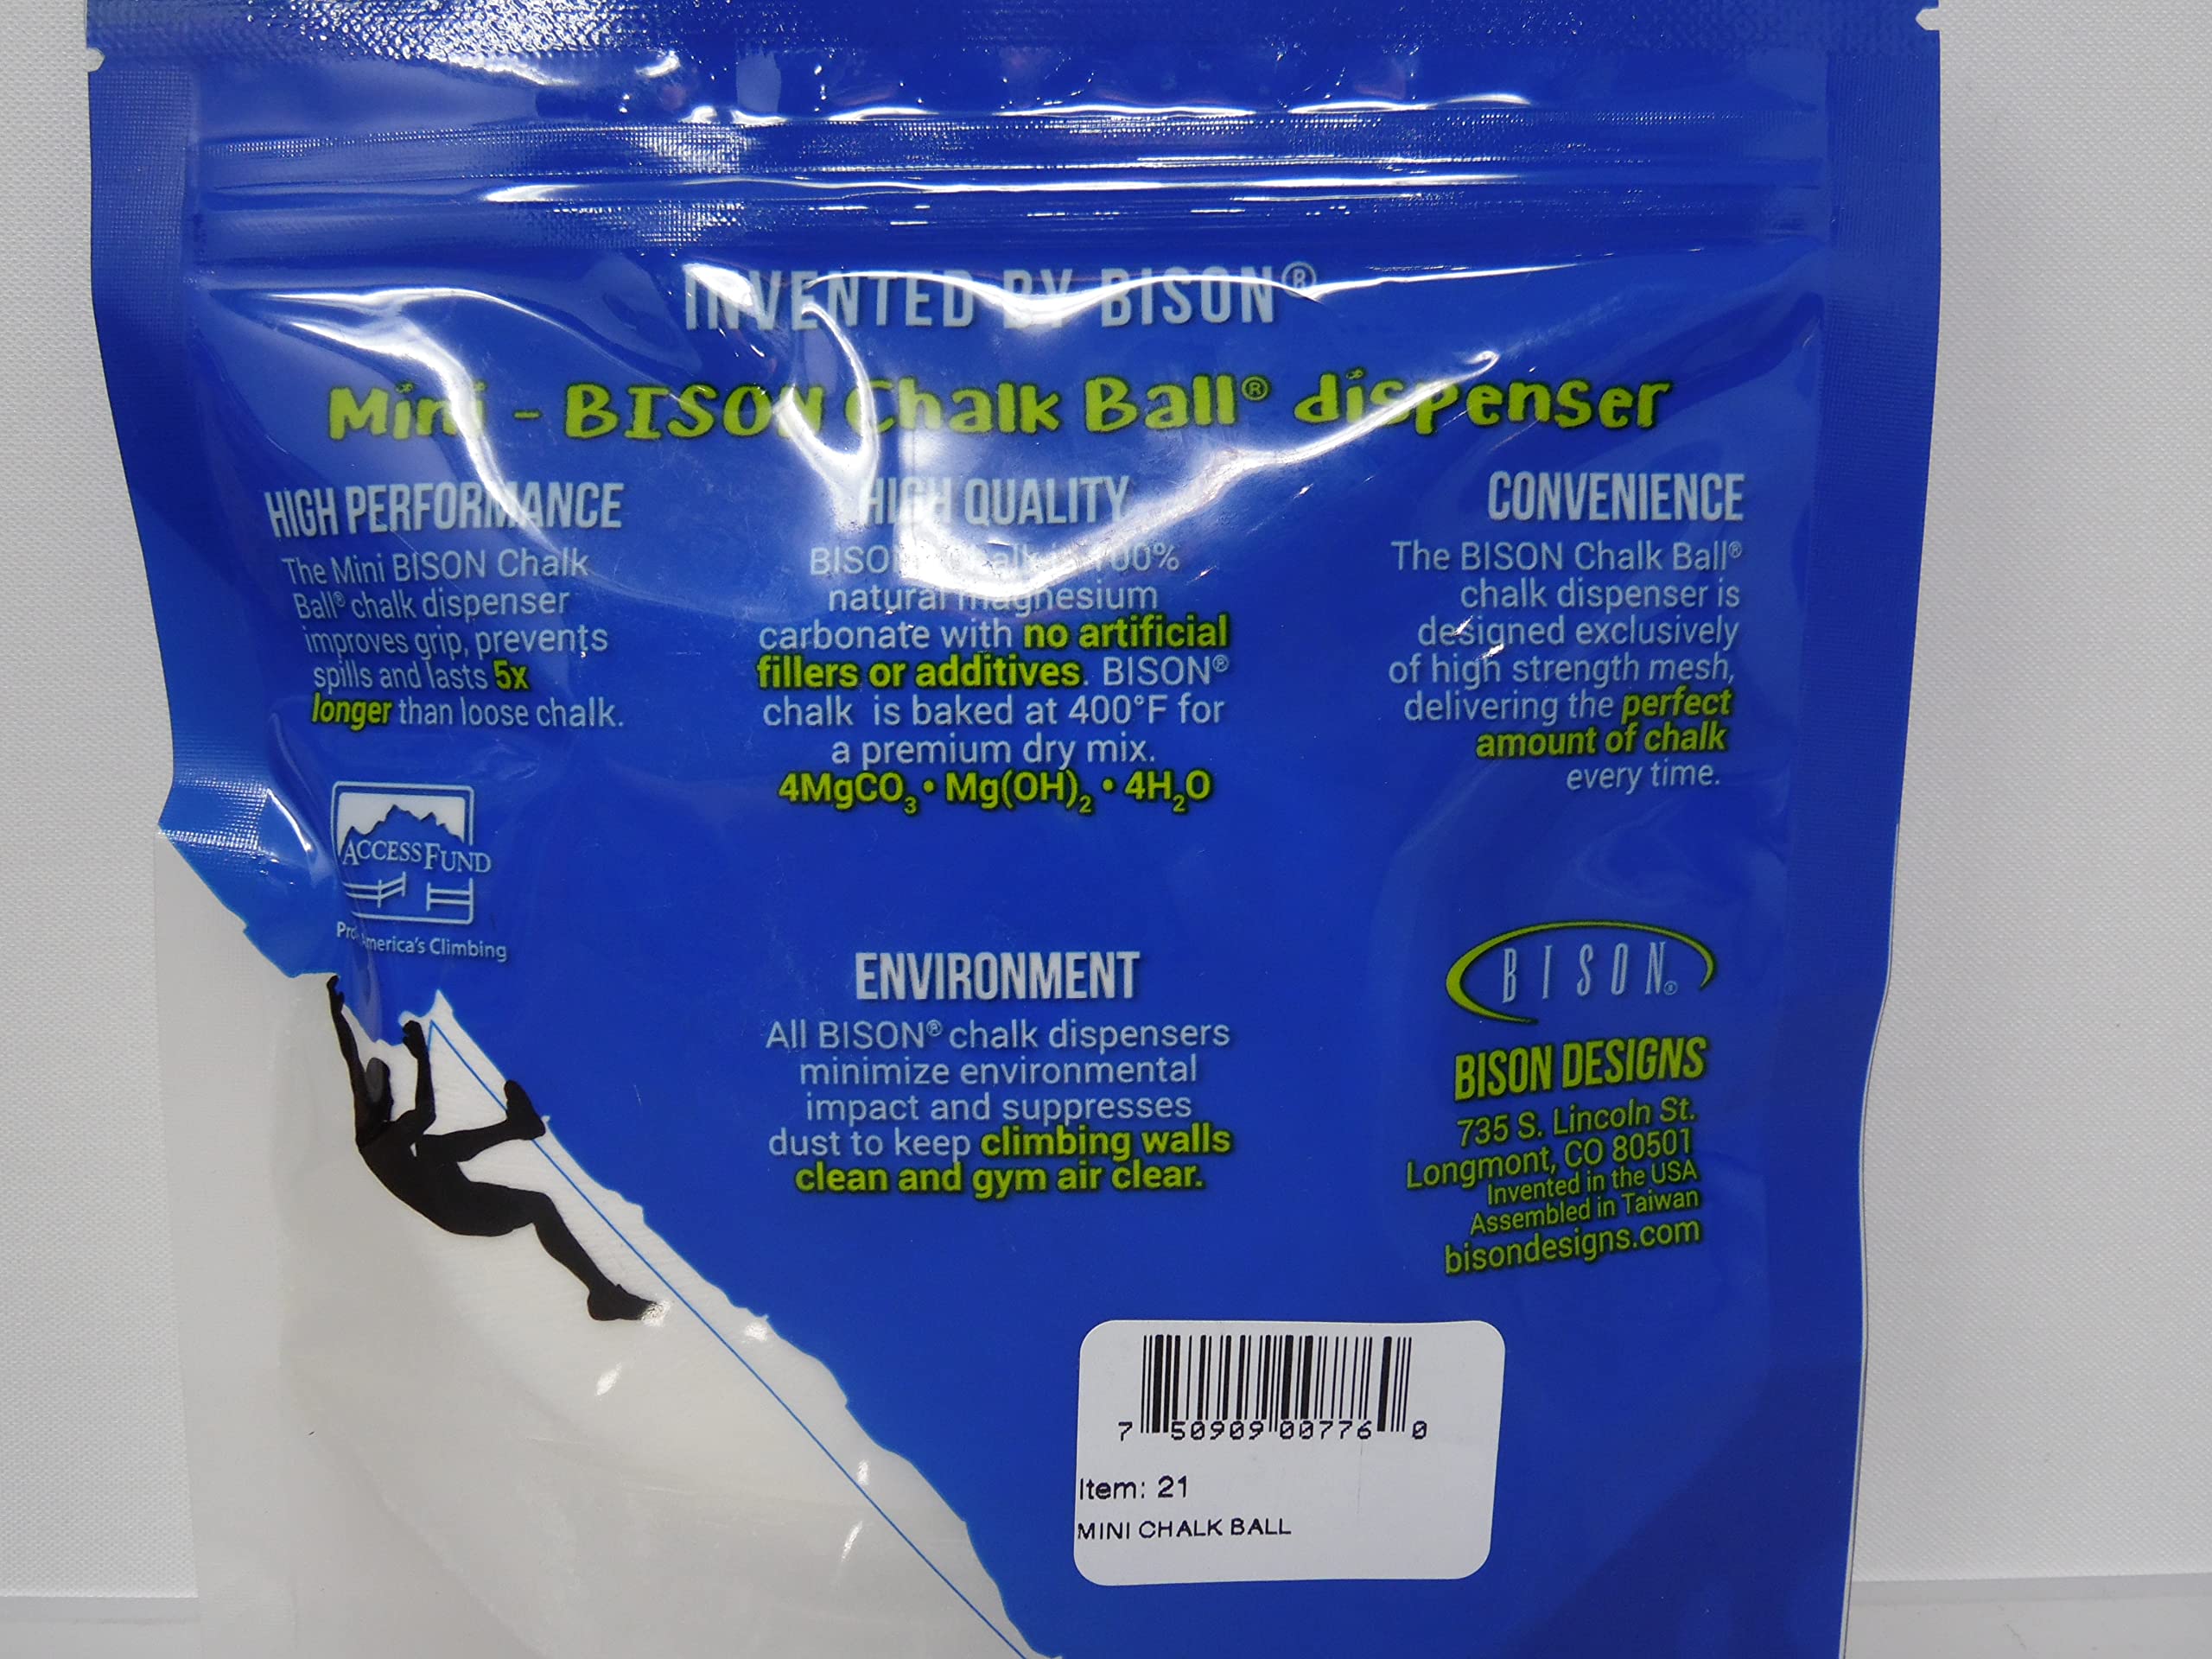 INVENTED BY BISON®
Mini - BISON Chalk Ball® dispenser
HIGH PERFORMANCE
The Mini BISON Chalk
Ball® chalk dispenser
improves grip, prevents
spills and lasts 5x
longer than loose chalk.
HIGH QUALITY
100%
natural magnesium
carbonate with no artificial
fillers or additives. BISON®
chalk is baked at 400°F for
a premium dry mix.
4MgCO₃ • Mg(OH)₂ • 4H₂O
CONVENIENCE
The BISON Chalk Ball®
chalk dispenser is
designed exclusively
of high strength mesh,
delivering the perfect
amount of chalk
every time.
ACCESS FUND
America's Climbing
ENVIRONMENT
All BISON® chalk dispensers
minimize environmental
impact and suppresses
dust to keep climbing walls
clean and gym air clear.
BISON®
BISON DESIGNS
735 S. Lincoln St.
Longmont, CO 80501
Invented in the USA
Assembled in Taiwan
bisondesigns.com
7 50909 00776 0
Item: 21
MINI CHALK BALL